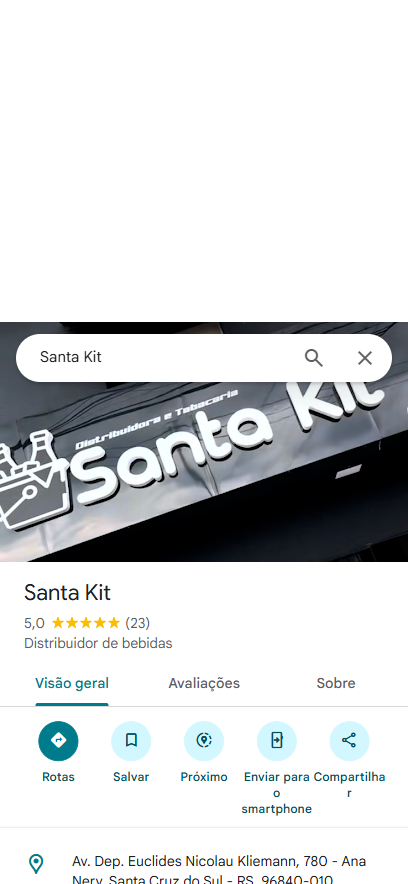 Santa Kit
Distribuidora e Tabacaria
Santa Kit
Santa Kit
5,0 (23)
Distribuidor de bebidas
Visão geral
Avaliações
Sobre
Rotas
Salvar
Próximo
Enviar para
o
smartphone
Compartilha
r
Av. Dep. Euclides Nicolau Kliemann, 780 - Ana
Nery, Santa Cruz do Sul - RS, 96840-010